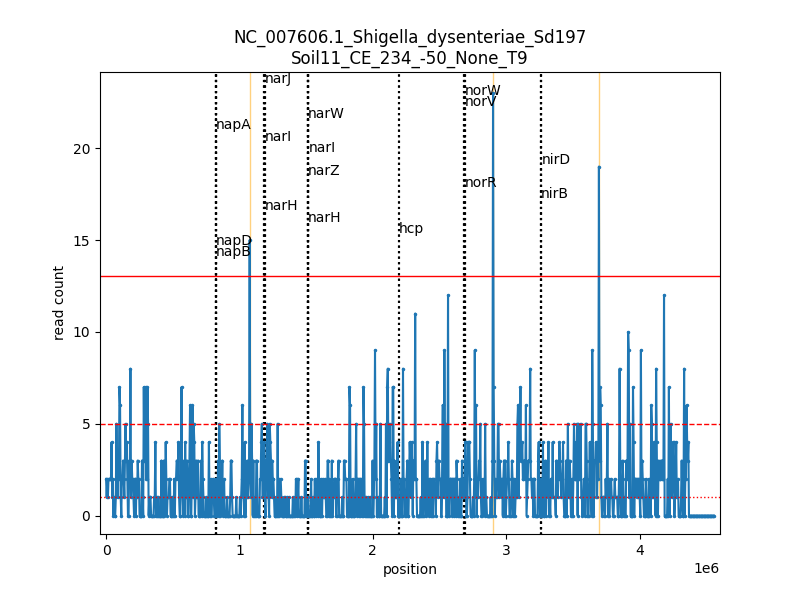 NC_007606.1_Shigella_dysenteriae_Sd197
Soil11_CE_234_-50_None_T9
narJ
norW
norV
narW
napA
narI
narI
nirD
narZ
norR
nirB
narH
narH
hcp
napD
napB
20
15
10
5
0
read count
0
1
2
3
4
1e6
position